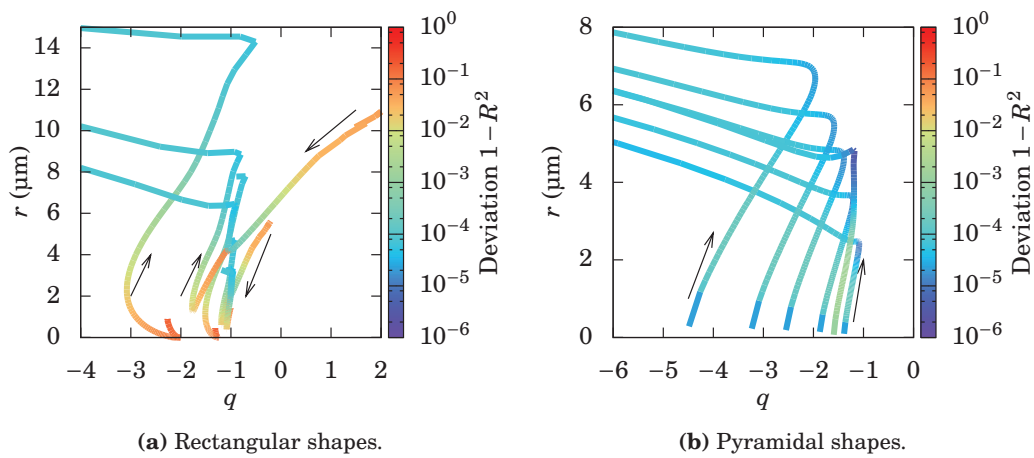 14
12
10
8
6
4
2
0
r (µm)
−4 −3 −2 −1 0 1 2
q
10^0
10^−1
10^−2
10^−3
10^−4
10^−5
10^−6
Deviation 1−R^2
(a) Rectangular shapes.
8
6
4
2
0
r (µm)
−6 −5 −4 −3 −2 −1 0
q
10^0
10^−1
10^−2
10^−3
10^−4
10^−5
10^−6
Deviation 1−R^2
(b) Pyramidal shapes.